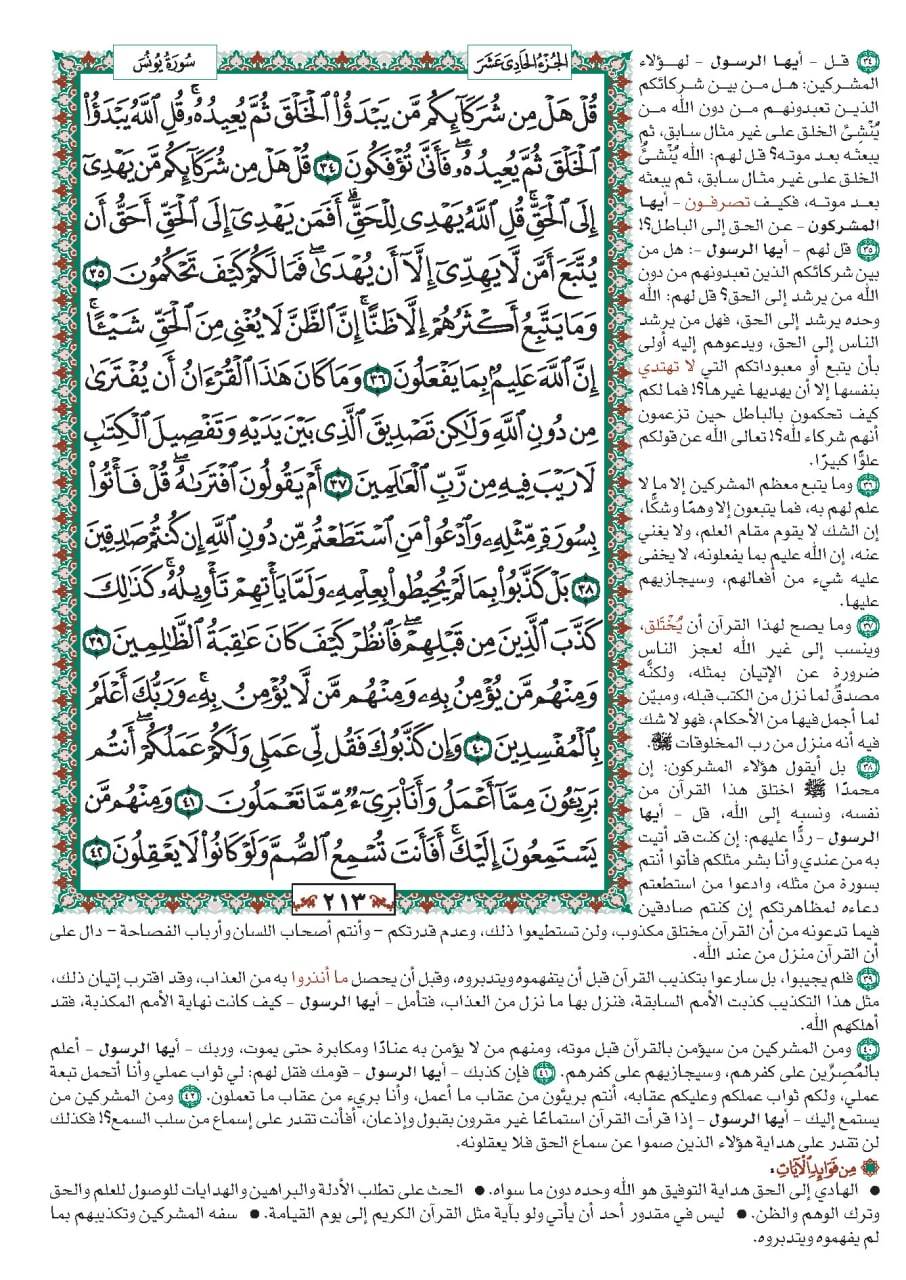 سُورَةُ يُونُسَ
الجُزْءُ الحَادِيَ عَشَرَ
قُلْ هَلْ مِن شُرَكَآئِكُم مَّن يَبْدَؤُا۟ ٱلْخَلْقَ ثُمَّ يُعِيدُهُۥۚ قُلِ ٱللَّهُ يَبْدَؤُا۟
ٱلْخَلْقَ ثُمَّ يُعِيدُهُۥۖ فَأَنَّىٰ تُؤْفَكُونَ ٣٤ قُلْ هَلْ مِن شُرَكَآئِكُم مَّن يَهْدِىٓ
إِلَى ٱلْحَقِّۚ قُلِ ٱللَّهُ يَهْدِى لِلْحَقِّۗ أَفَمَن يَهْدِىٓ إِلَى ٱلْحَقِّ أَحَقُّ أَن
يُتَّبَعَ أَمَّن لَّا يَهِدِّىٓ إِلَّآ أَن يُهْدَىٰۖ فَمَا لَكُمْ كَيْفَ تَحْكُمُونَ ٣٥
وَمَا يَتَّبِعُ أَكْثَرُهُمْ إِلَّا ظَنًّاۚ إِنَّ ٱلظَّنَّ لَا يُغْنِى مِنَ ٱلْحَقِّ شَيْـًٔاۚ
إِنَّ ٱللَّهَ عَلِيمٌۢ بِمَا يَفْعَلُونَ ٣٦ وَمَا كَانَ هَٰذَا ٱلْقُرْءَانُ أَن يُفْتَرَىٰ
مِن دُونِ ٱللَّهِ وَلَٰكِن تَصْدِيقَ ٱلَّذِى بَيْنَ يَدَيْهِ وَتَفْصِيلَ ٱلْكِتَٰبِ
لَا رَيْبَ فِيهِ مِن رَّبِّ ٱلْعَٰلَمِينَ ٣٧ أَمْ يَقُولُونَ ٱفْتَرَىٰهُۖ قُلْ فَأْتُوا۟
بِسُورَةٍ مِّثْلِهِۦ وَٱدْعُوا۟ مَنِ ٱسْتَطَعْتُم مِّن دُونِ ٱللَّهِ إِن كُنتُمْ صَٰدِقِينَ
٣٨ بَلْ كَذَّبُوا۟ بِمَا لَمْ يُحِيطُوا۟ بِعِلْمِهِۦ وَلَمَّا يَأْتِهِمْ تَأْوِيلُهُۥۚ كَذَٰلِكَ
كَذَّبَ ٱلَّذِينَ مِن قَبْلِهِمْۖ فَٱنظُرْ كَيْفَ كَانَ عَٰقِبَةُ ٱلظَّٰلِمِينَ ٣٩
وَمِنْهُم مَّن يُؤْمِنُ بِهِۦ وَمِنْهُم مَّن لَّا يُؤْمِنُ بِهِۦۚ وَرَبُّكَ أَعْلَمُ
بِٱلْمُفْسِدِينَ ٤٠ وَإِن كَذَّبُوكَ فَقُل لِّى عَمَلِى وَلَكُمْ عَمَلُكُمْۖ أَنتُم
بَرِيٓـُٔونَ مِمَّآ أَعْمَلُ وَأَنَا۠ بَرِىٓءٌ مِّمَّا تَعْمَلُونَ ٤١ وَمِنْهُم مَّن
يَسْتَمِعُونَ إِلَيْكَۚ أَفَأَنتَ تُسْمِعُ ٱلصُّمَّ وَلَوْ كَانُوا۟ لَا يَعْقِلُونَ ٤٢
٢١٣
٣٤ قل - أيها الرسول - لهؤلاء
المشركين: هل من بين شركائكم
الذين تعبدونهم من دون الله من
يُنْشِئُ الخلق على غير مثال سابق، ثم
يبعثه بعد موته؟ قل لهم: الله يُنْشئُ
الخلق على غير مثال سابق، ثم يبعثه
بعد موته، فكيف تصرفون - أيها
المشركون - عن الحق إلى الباطل؟!
٣٥ قل لهم - أيها الرسول -: هل من
بين شركائكم الذين تعبدونهم من دون
الله من يرشد إلى الحق؟ قل لهم: الله
وحده يرشد إلى الحق، فهل من يرشد
الناس إلى الحق، ويدعوهم إليه أولى
بأن يتبع أو معبوداتكم التي لا تهتدي
بنفسها إلا أن يهديها غيرها؟! فما لكم
كيف تحكمون بالباطل حين تزعمون
أنهم شركاء لله؟! تعالى الله عن قولكم
علوًّا كبيرًا.
٣٦ وما يتبع معظم المشركين إلا ما لا
علم لهم به، فما يتبعون إلا وهمًا وشكًّا،
إن الشك لا يقوم مقام العلم، ولا يغني
عنه، إن الله عليم بما يفعلونه، لا يخفى
عليه شيء من أفعالهم، وسيجازيهم
عليها.
٣٧ وما يصح لهذا القرآن أن يُخْتَلق،
وينسب إلى غير الله لعجز الناس
ضرورة عن الإتيان بمثله، ولكنَّه
مصدقٌ لما نزل من الكتب قبله، ومبيّن
لما أجمل فيها من الأحكام، فهو لا شك
فيه أنه منزل من رب المخلوقات
٣٨ بل أيقول هؤلاء المشركون: إن
محمدًا ﷺ اختلق هذا القرآن من
نفسه، ونسبه إلى الله، قل - أيها
الرسول - ردًّا عليهم: إن كنت قد أتيت
به من عندي وأنا بشر مثلكم فأتوا أنتم
بسورة من مثله، وادعوا من استطعتم
دعاءه لمظاهرتكم إن كنتم صادقين
فيما تدعونه من أن القرآن مختلق مكذوب، ولن تستطيعوا ذلك، وعدم قدرتكم - وأنتم أصحاب اللسان وأرباب الفصاحة - دال على
أن القرآن منزل من عند الله.
٣٩ فلم يجيبوا، بل سارعوا بتكذيب القرآن قبل أن يتفهموه ويتدبروه، وقبل أن يحصل ما أنذروا به من العذاب، وقد اقترب إتيان ذلك،
مثل هذا التكذيب كذبت الأمم السابقة، فنزل بها ما نزل من العذاب، فتأمل - أيها الرسول - كيف كانت نهاية الأمم المكذبة، فقد
أهلكهم الله.
٤٠ ومن المشركين من سيؤمن بالقرآن قبل موته، ومنهم من لا يؤمن به عنادًا ومكابرة حتى يموت، وربك - أيها الرسول - أعلم
بالمُصِرِّين على كفرهم، وسيجازيهم على كفرهم. ٤١ فإن كذبك - أيها الرسول - قومك فقل لهم: لي ثواب عملي وأنا أتحمل تبعة
عملي، ولكم ثواب عملكم وعليكم عقابه، أنتم بريئون من عقاب ما أعمل، وأنا بريء من عقاب ما تعملون. ٤٢ ومن المشركين من
يستمع إليك - أيها الرسول - إذا قرأت القرآن استماعًا غير مقرون بقبول وإذعان، أفأنت تقدر على إسماع من سلب السمع؟! فكذلك
لن تقدر على هداية هؤلاء الذين صموا عن سماع الحق فلا يعقلونه.
مِن فَوَائِدِ الآيَاتِ:
• الهادي إلى الحق هداية التوفيق هو الله وحده دون ما سواه. • الحث على تطلب الأدلة والبراهين والهدايات للوصول للعلم والحق
وترك الوهم والظن. • ليس في مقدور أحد أن يأتي ولو بآية مثل القرآن الكريم إلى يوم القيامة. • سفه المشركين وتكذيبهم بما
لم يفهموه ويتدبروه.